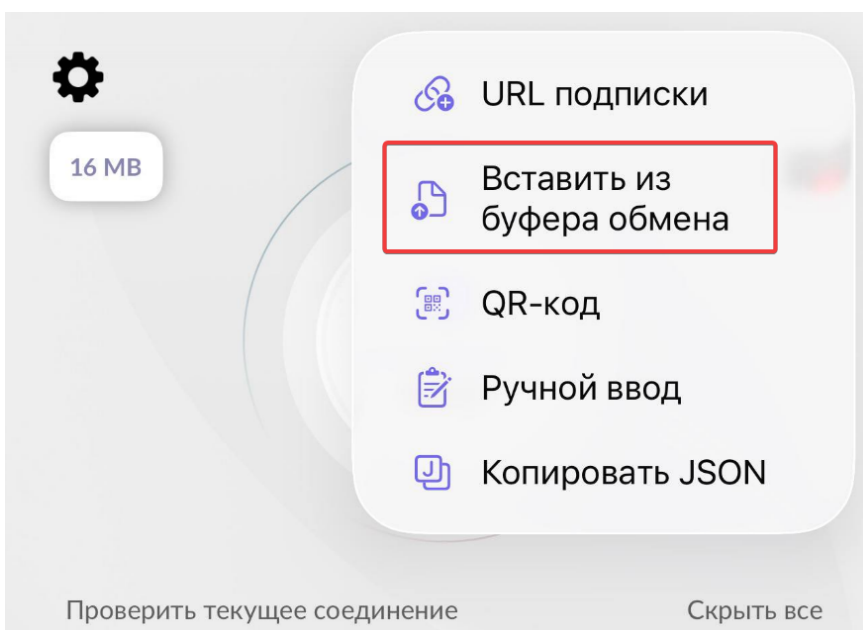 URL подписки
16 MB
Вставить из
буфера обмена
QR-код
Ручной ввод
Копировать JSON
Проверить текущее соединение
Скрыть все